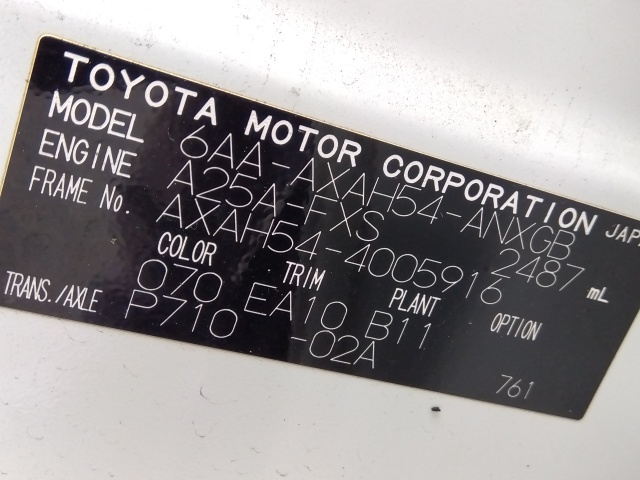 TOYOTA MOTOR CORPORATION JAPA
MODEL 6AA-AXAH54-ANXGB
ENGINE A25A-FXS 2487 mL
FRAME No. AXAH54-4005916
COLOR TRIM PLANT OPTION
070 EA10 B11
TRANS./AXLE P710 -02A 761